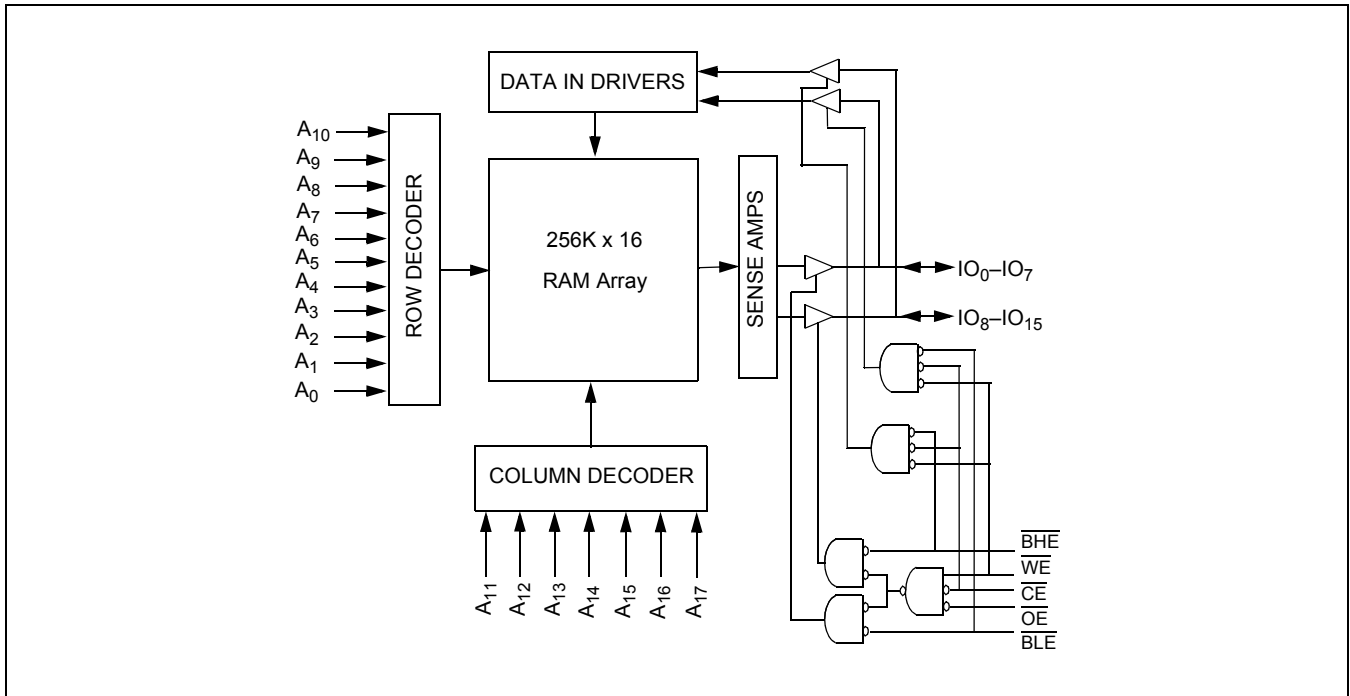 DATA IN DRIVERS
A10
A9
A8
A7
A6
A5
A4
A3
A2
A1
A0
ROW DECODER
256K x 16
RAM Array
SENSE AMPS
IO0–IO7
IO8–IO15
COLUMN DECODER
A11
A12
A13
A14
A15
A16
A17
BHE
WE
CE
OE
BLE